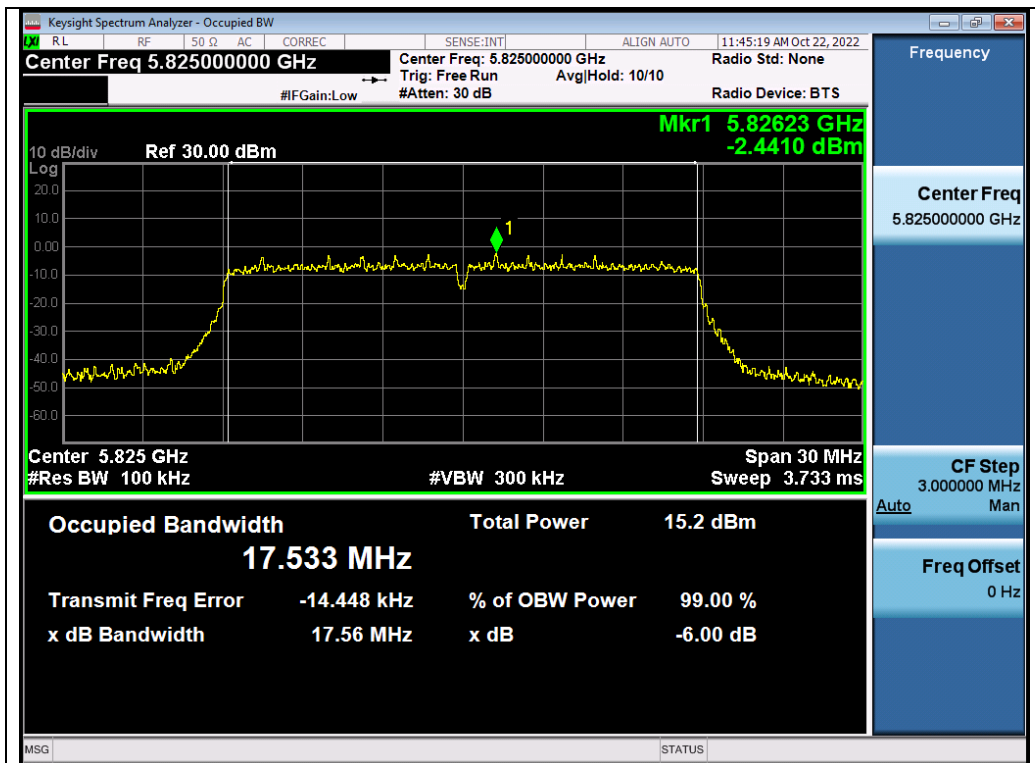 Keysight Spectrum Analyzer - Occupied BW
LXI RL RF 50 Ω AC CORREC SENSE:INT ALIGN AUTO 11:45:19 AM Oct 22, 2022
Center Freq 5.825000000 GHz Center Freq: 5.825000000 GHz Radio Std: None
Trig: Free Run Avg|Hold: 10/10
#IFGain:Low #Atten: 30 dB Radio Device: BTS
Mkr1 5.82623 GHz
-2.4410 dBm
10 dB/div Ref 30.00 dBm
Log
20.0
10.0
1
0.00
-10.0
-20.0
-30.0
-40.0
-50.0
-60.0
Center 5.825 GHz Span 30 MHz
#Res BW 100 kHz #VBW 300 kHz Sweep 3.733 ms
Occupied Bandwidth Total Power 15.2 dBm
17.533 MHz
Transmit Freq Error -14.448 kHz % of OBW Power 99.00 %
x dB Bandwidth 17.56 MHz x dB -6.00 dB
MSG STATUS
Frequency
Center Freq
5.825000000 GHz
CF Step
3.000000 MHz
Auto Man
Freq Offset
0 Hz